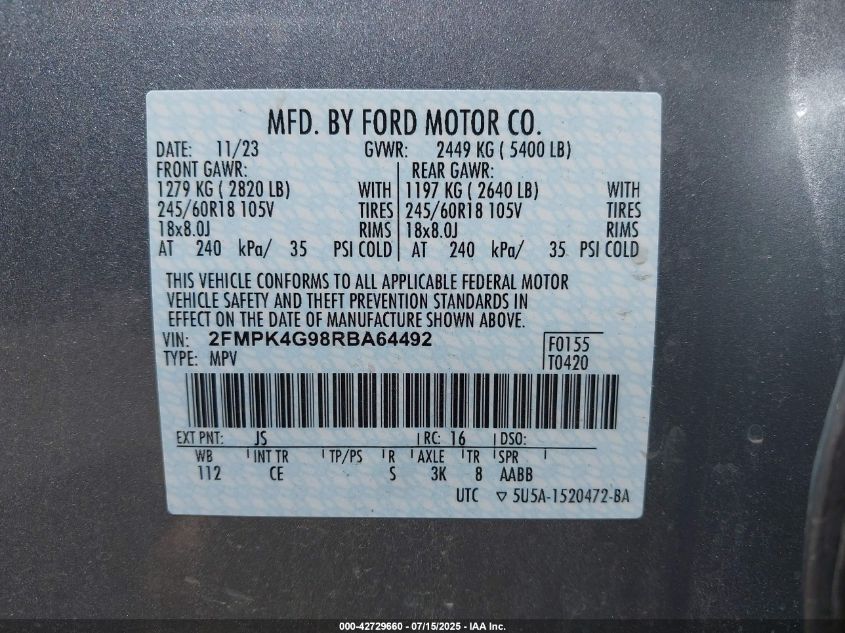 MFD. BY FORD MOTOR CO.
DATE: 11/23 GVWR: 2449 KG ( 5400 LB)
FRONT GAWR: REAR GAWR:
1279 KG ( 2820 LB) WITH 1197 KG ( 2640 LB) WITH
245/60R18 105V TIRES 245/60R18 105V TIRES
18x8.0J RIMS 18x8.0J RIMS
AT 240 kPa/ 35 PSI COLD AT 240 kPa/ 35 PSI COLD
THIS VEHICLE CONFORMS TO ALL APPLICABLE FEDERAL MOTOR
VEHICLE SAFETY AND THEFT PREVENTION STANDARDS IN
EFFECT ON THE DATE OF MANUFACTURE SHOWN ABOVE.
VIN: 2FMPK4G98RBA64492 F0155
TYPE: MPV T0420
EXT PNT: JS RC: 16 DSO:
WB INT TR TP/PS R AXLE TR SPR
112 CE S 3K 8 AABB
UTC ▽ 5U5A-1520472-BA
000-42729660 - 07/15/2025 - IAA Inc.